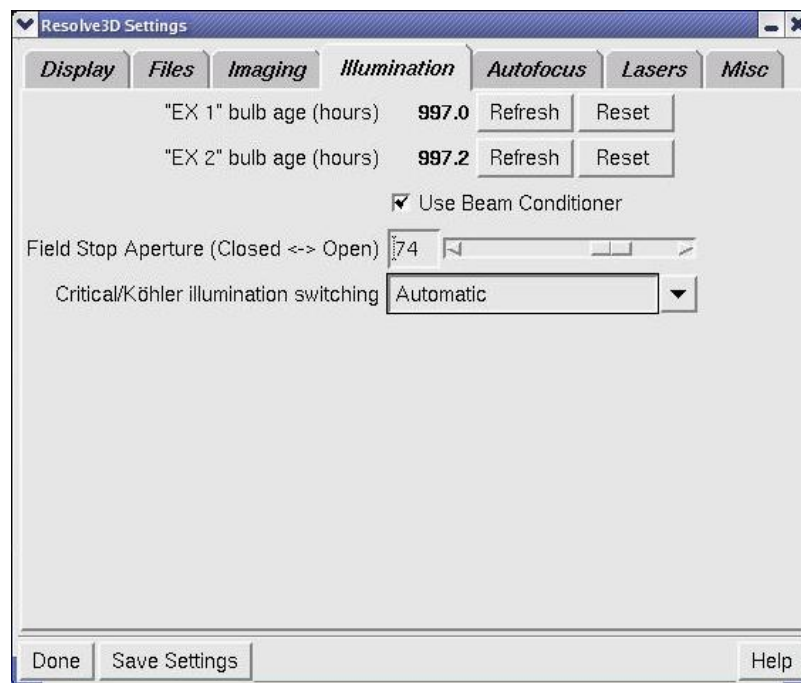 Resolve3D Settings
Display Files Imaging Illumination Autofocus Lasers Misc
"EX 1" bulb age (hours) 997.0 Refresh Reset
"EX 2" bulb age (hours) 997.2 Refresh Reset
Use Beam Conditioner
Field Stop Aperture (Closed <-> Open) 74
Critical/Köhler illumination switching Automatic
Done Save Settings Help